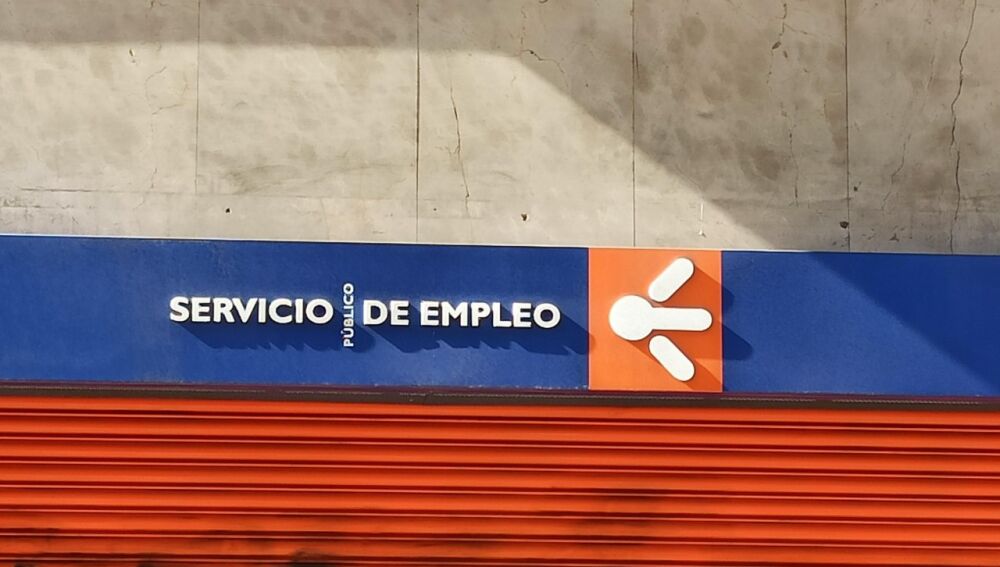 SERVICIO PÚBLICO DE EMPLEO